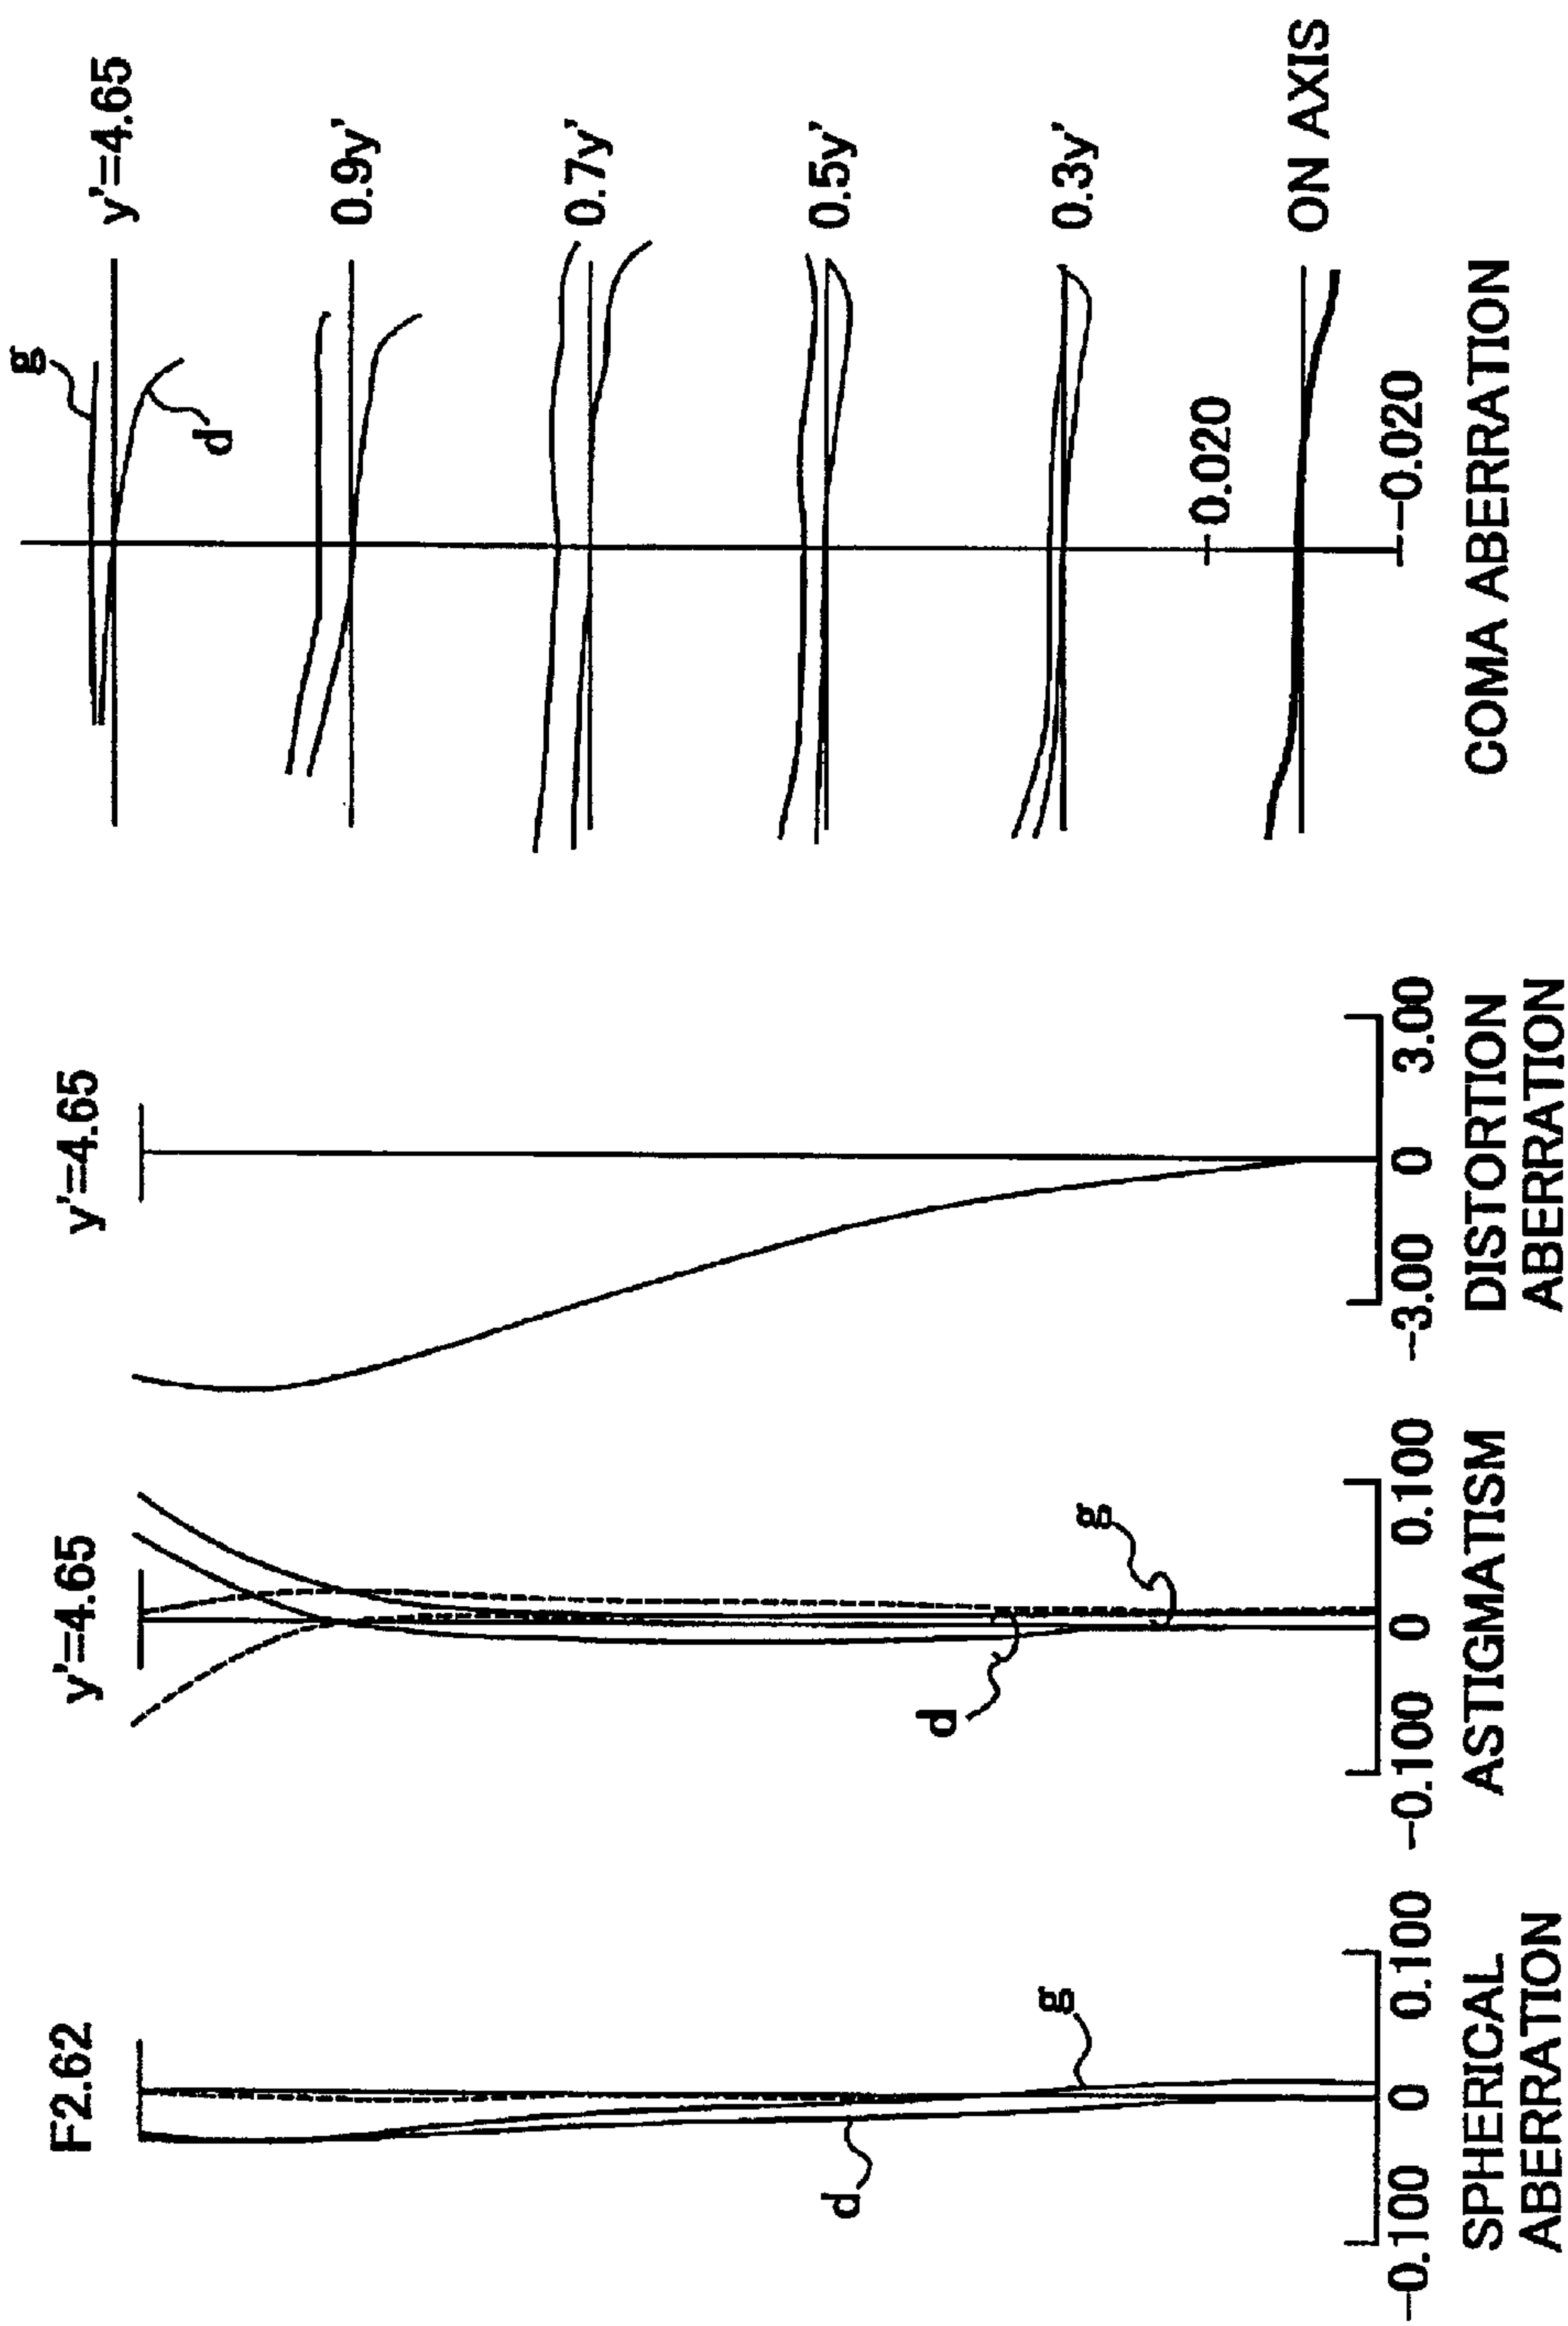 F2.62
g
d
-0.100 0 0.100
SPHERICAL
ABERRATION
y'=4.65
g
d
-0.100 0 0.100
ASTIGMATISM
y'=4.65
-3.00 0 3.00
DISTORTION
ABERRATION
g
y'=4.65
d
0.9y'
0.7y'
0.5y'
0.3y'
0.020
ON AXIS
-0.020
COMA ABERRATION